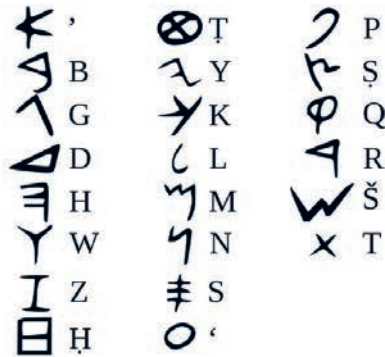 𐤀 ’
𐤁 B
𐤂 G
𐤃 D
𐤄 H
𐤅 W
𐤆 Z
𐤇 Ḥ
𐤈 Ṭ
𐤉 Y
𐤊 K
𐤋 L
𐤌 M
𐤍 N
𐤎 S
𐤏 ‘
𐤐 P
𐤑 Ṣ
𐤒 Q
𐤓 R
𐤔 Š
𐤕 T